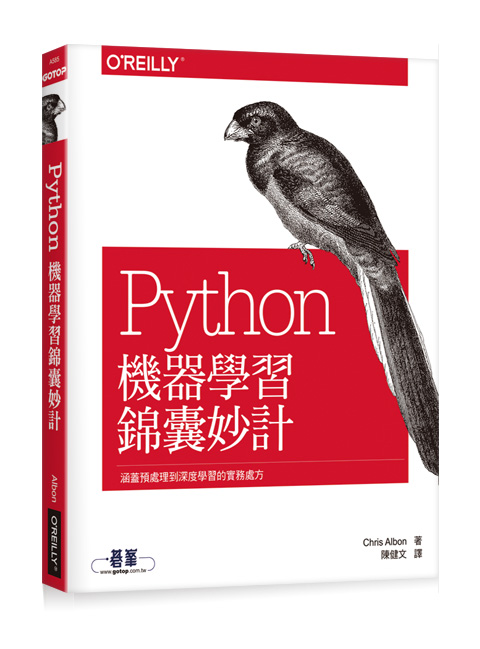 A585
GOTOP
Python 機器學習錦囊妙計
Albon
O'REILLY®
O'REILLY®
Python
機器學習
錦囊妙計
涵蓋預處理到深度學習的實務處方
Chris Albon 著
陳健文 譯
碁峯
www.gotop.com.tw